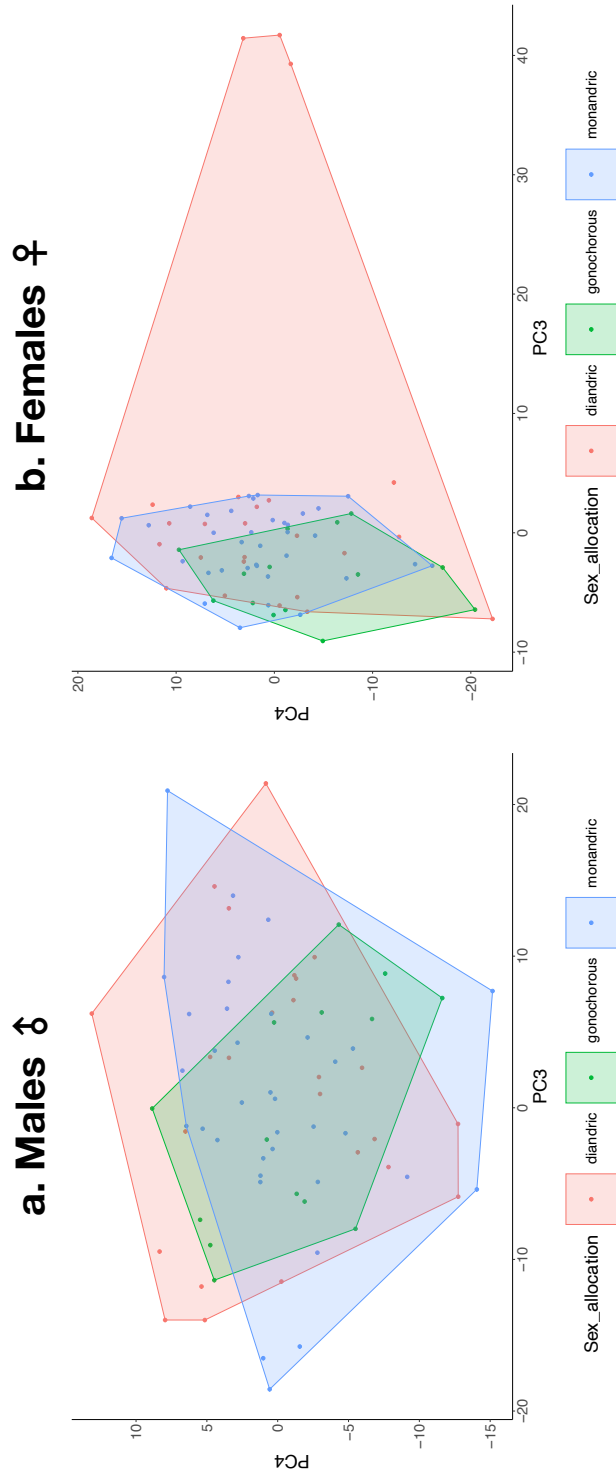 a. Males ♂
PC4
5
0
−5
−10
−15
−20
−10
0
10
20
PC3
Sex_allocation
diandric
gonochorous
monandric
b. Females ♀
PC4
20
10
0
−10
−20
−10
0
10
20
30
40
PC3
Sex_allocation
diandric
gonochorous
monandric